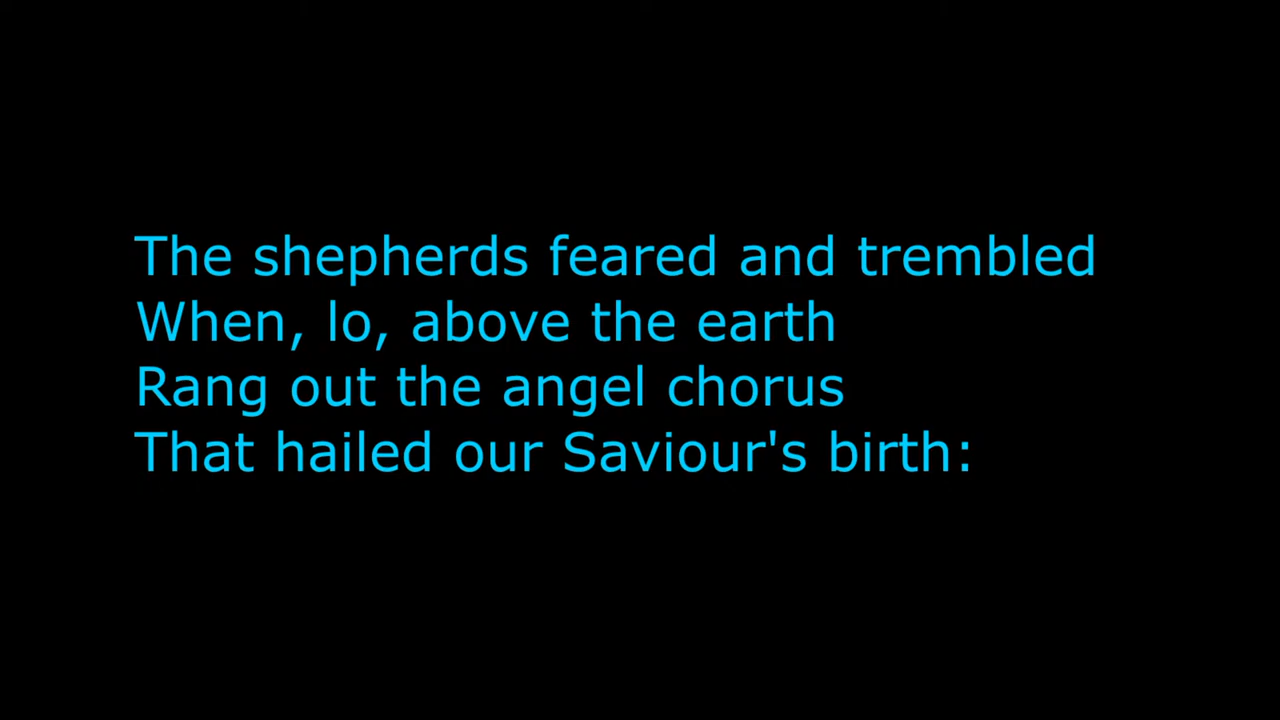 The shepherds feared and trembled
When, lo, above the earth
Rang out the angel chorus
That hailed our Saviour's birth: